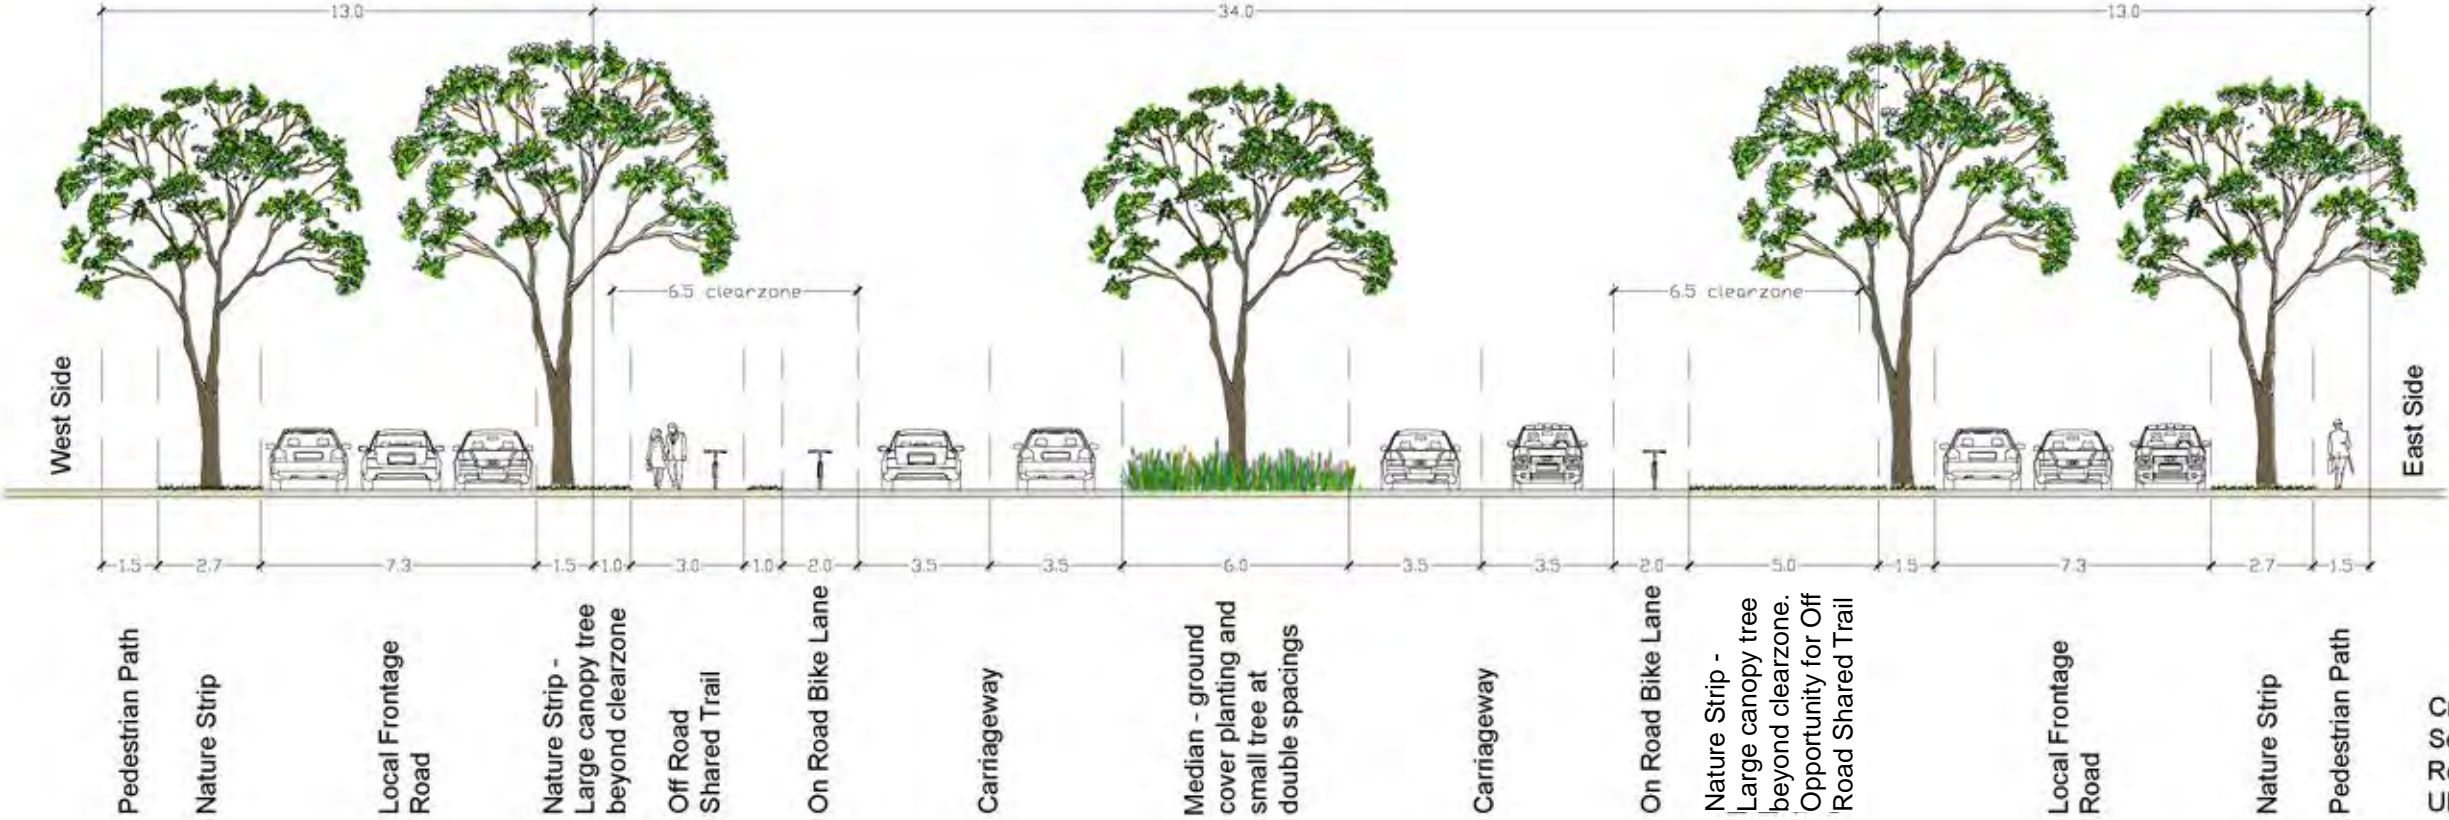 13.0
34.0
13.0
6.5 clearzone
6.5 clearzone
West Side
East Side
1.5
2.7
7.3
1.5
1.0
3.0
1.0
2.0
3.5
3.5
6.0
3.5
3.5
2.0
5.0
1.5
7.3
2.7
1.5
Pedestrian Path
Nature Strip
Local Frontage
Road
Nature Strip -
Large canopy tree
beyond clearzone
Off Road
Shared Trail
On Road Bike Lane
Carriageway
Median - ground
cover planting and
small tree at
double spacings
Carriageway
On Road Bike Lane
Nature Strip -
Large canopy tree
beyond clearzone.
Opportunity for Off
Road Shared Trail
Local Frontage
Road
Nature Strip
Pedestrian Path